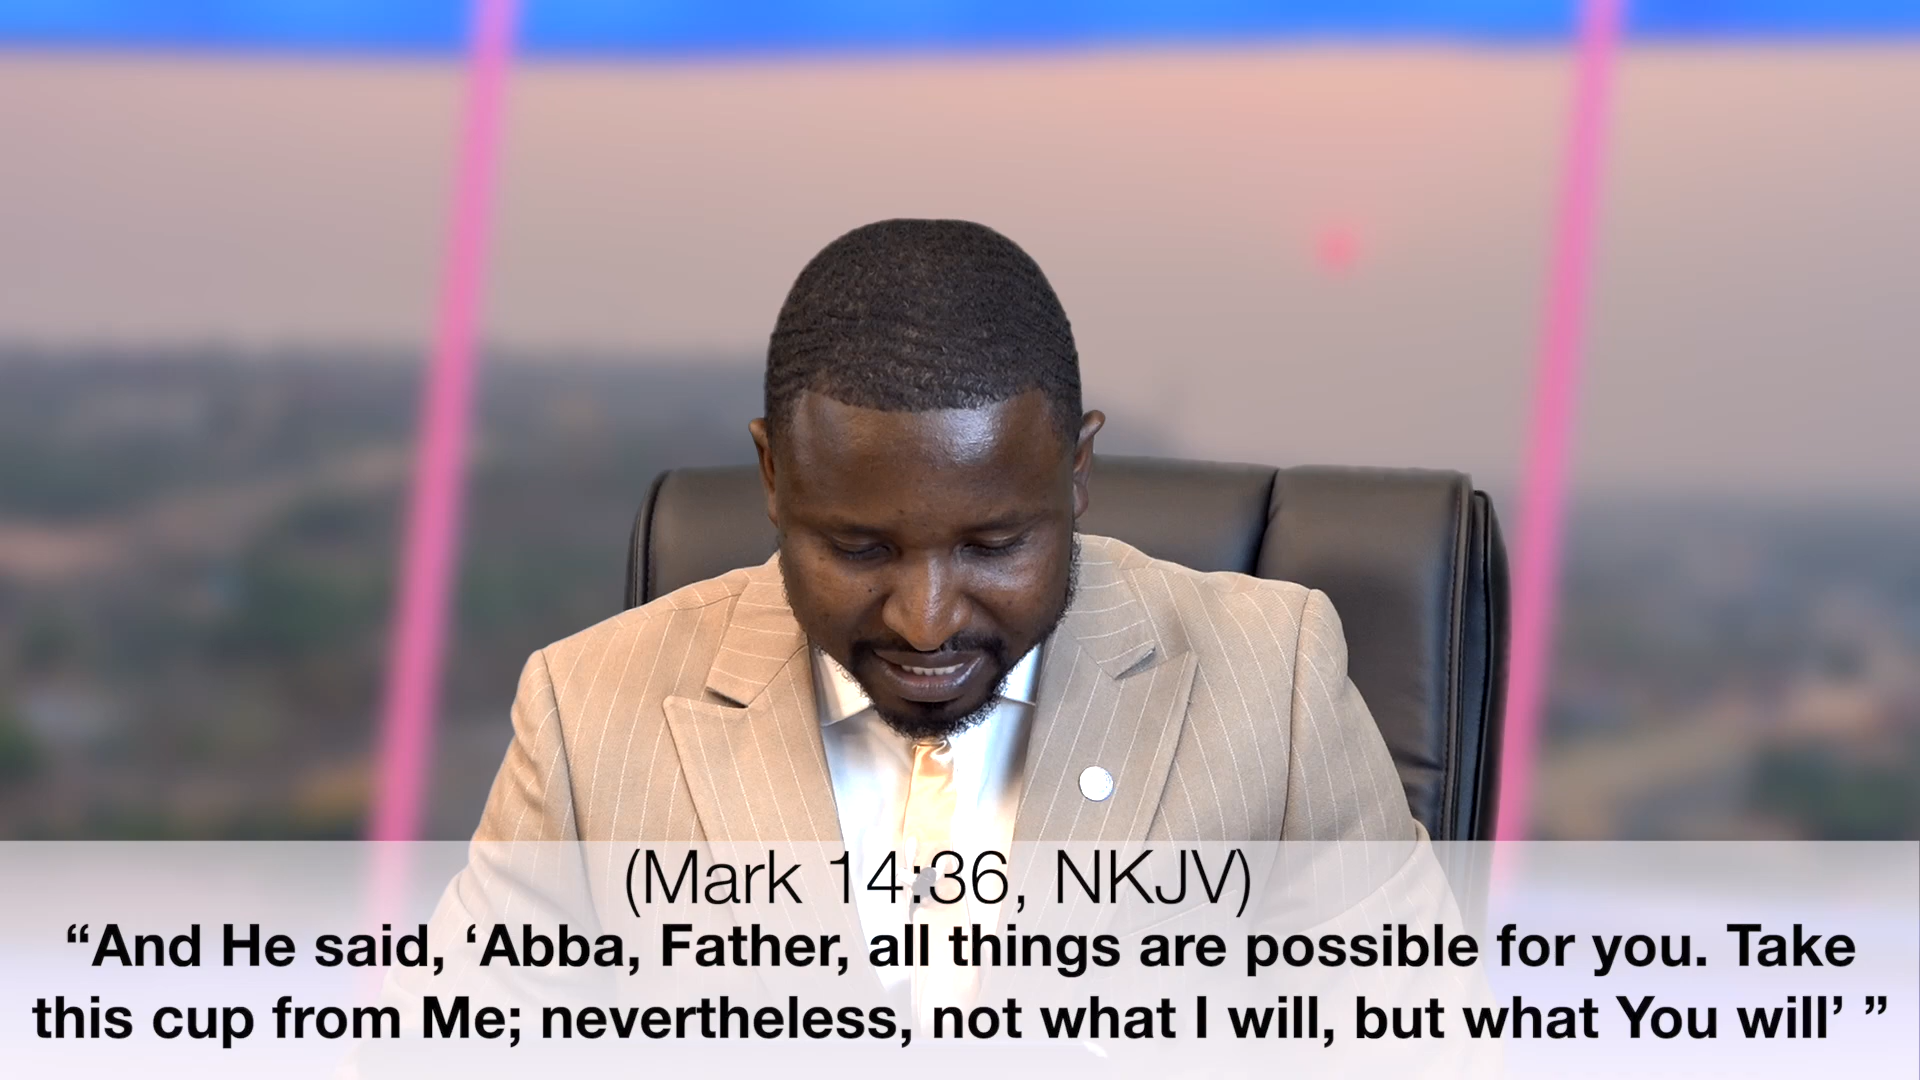 (Mark 14:36, NKJV)
“And He said, ‘Abba, Father, all things are possible for you. Take
this cup from Me; nevertheless, not what I will, but what You will’ ”